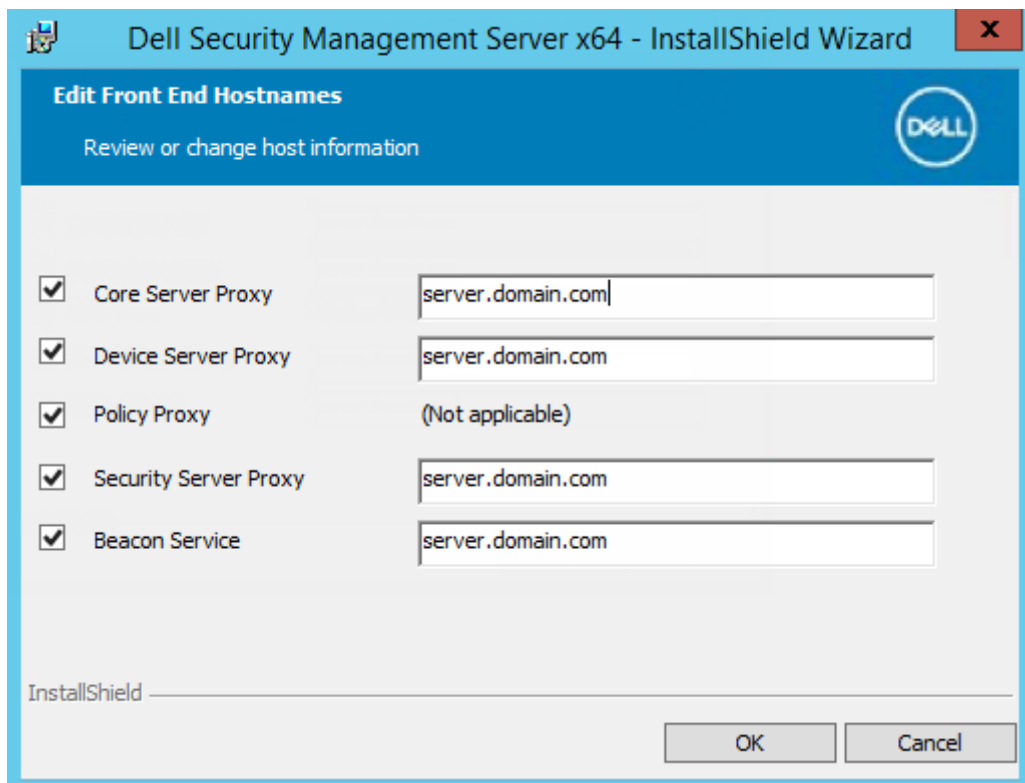 Dell Security Management Server x64 - InstallShield Wizard x
Edit Front End Hostnames
Review or change host information
DELL
Core Server Proxy server.domain.com
Device Server Proxy server.domain.com
Policy Proxy (Not applicable)
Security Server Proxy server.domain.com
Beacon Service server.domain.com
InstallShield
OK Cancel